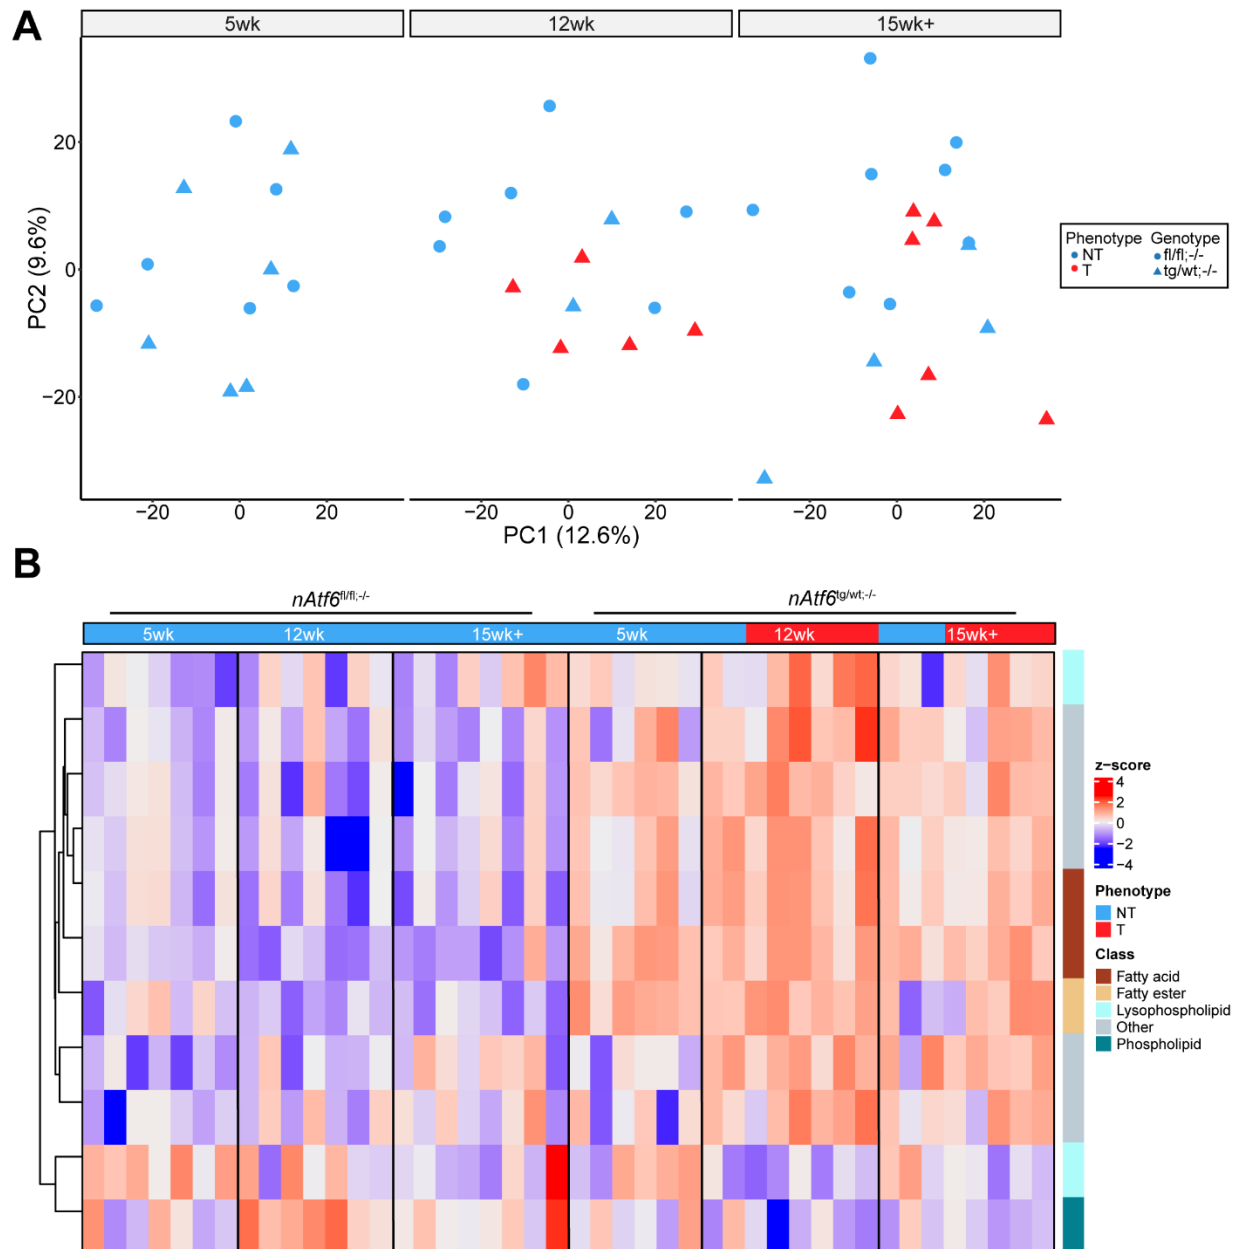 A
5wk 12wk 15wk+
20
0
−20
PC2 (9.6%)
−20 0 20 −20 0 20 −20 0 20
PC1 (12.6%)
Phenotype Genotype
NT fl/fl;-/-
T tg/wt;-/-
B
nAtf6fl/fl;-/- nAtf6tg/wt;-/-
5wk 12wk 15wk+ 5wk 12wk 15wk+
z−score
4
2
0
−2
−4
Phenotype
NT
T
Class
Fatty acid
Fatty ester
Lysophospholipid
Other
Phospholipid